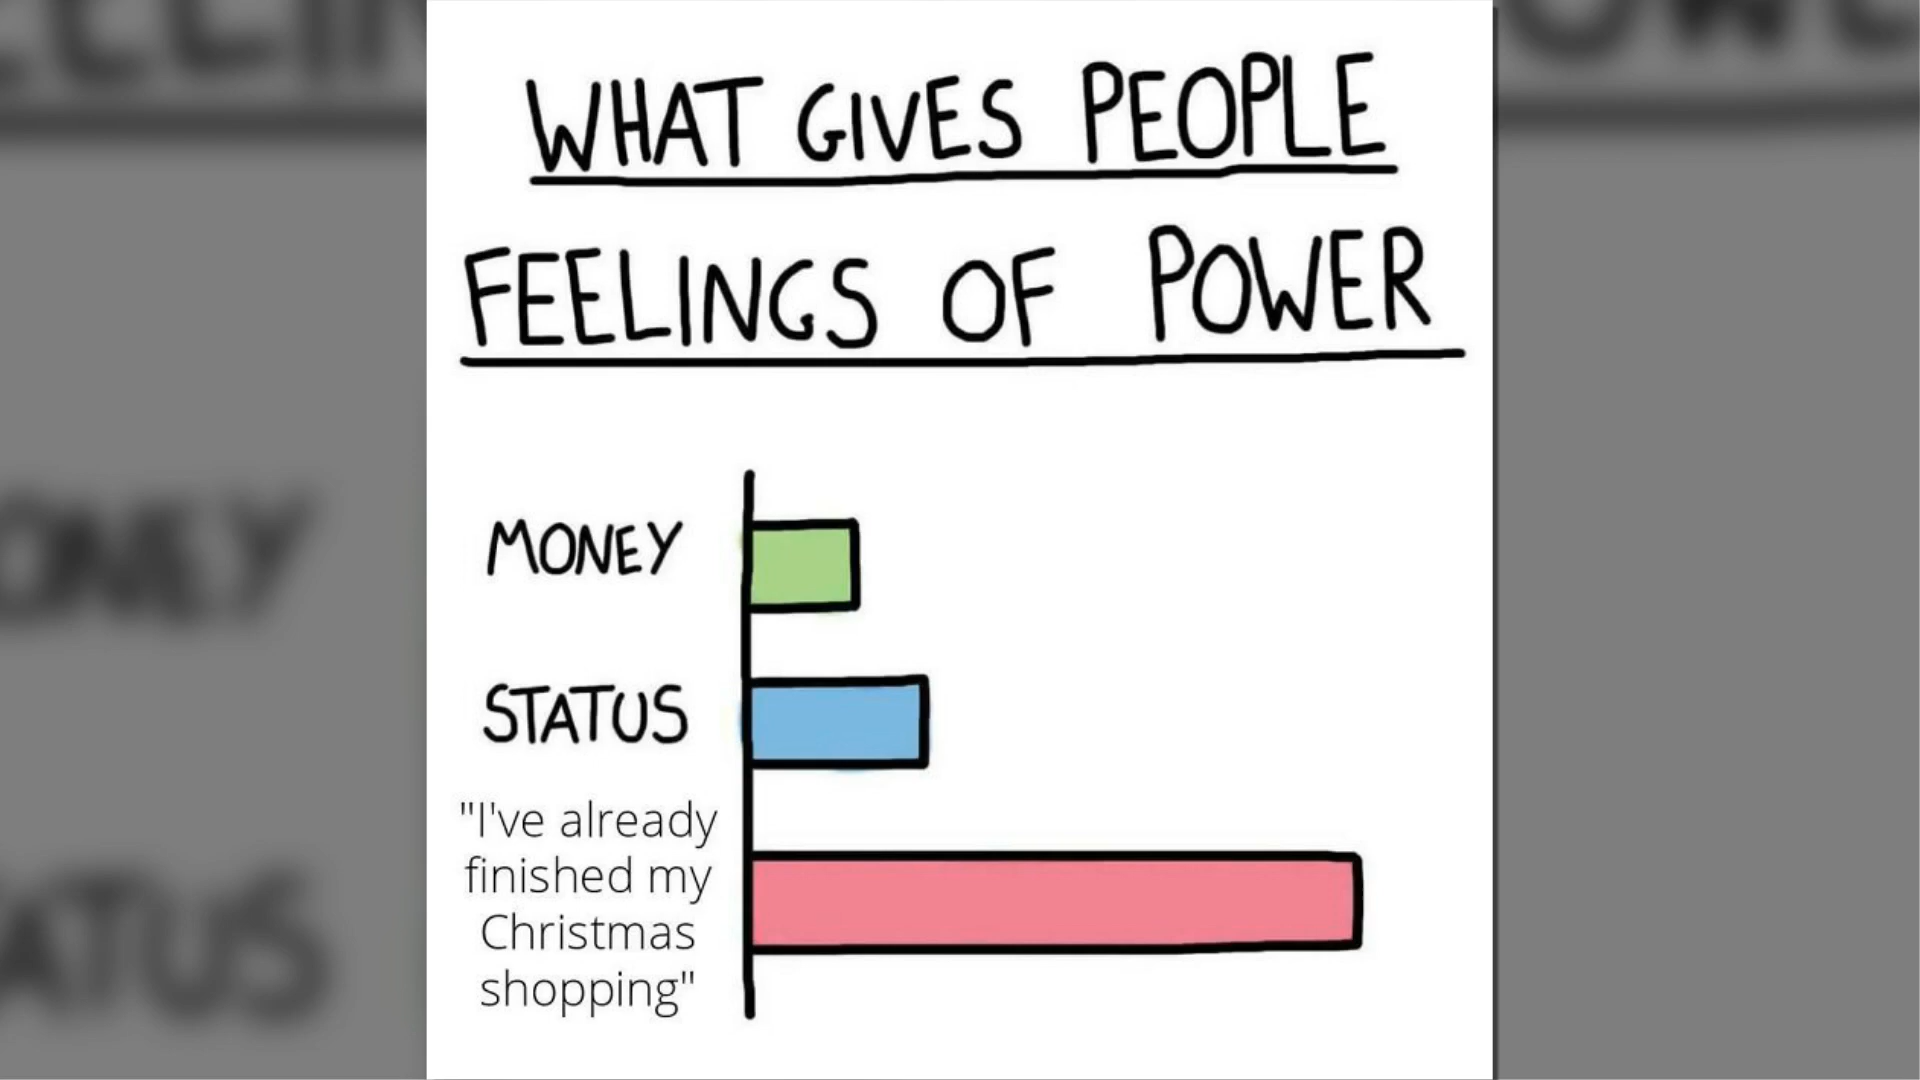 WHAT GIVES PEOPLE
FEELINGS OF POWER
MONEY
STATUS
"I've already
finished my
Christmas
shopping"